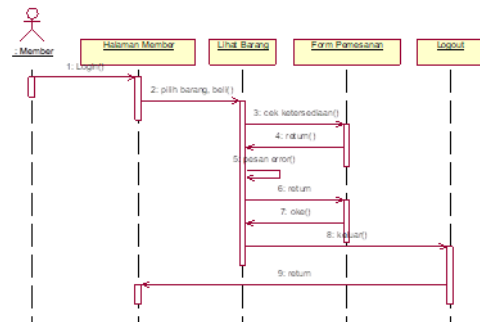 : Member
Halaman Member
Lihat Barang
Form Pemesanan
Logout
1: Login()
2: pilih barang, beli()
3: cek ketersediaan()
4: return()
5: pesan error()
6: return
7: oke()
8: keluar()
9: return